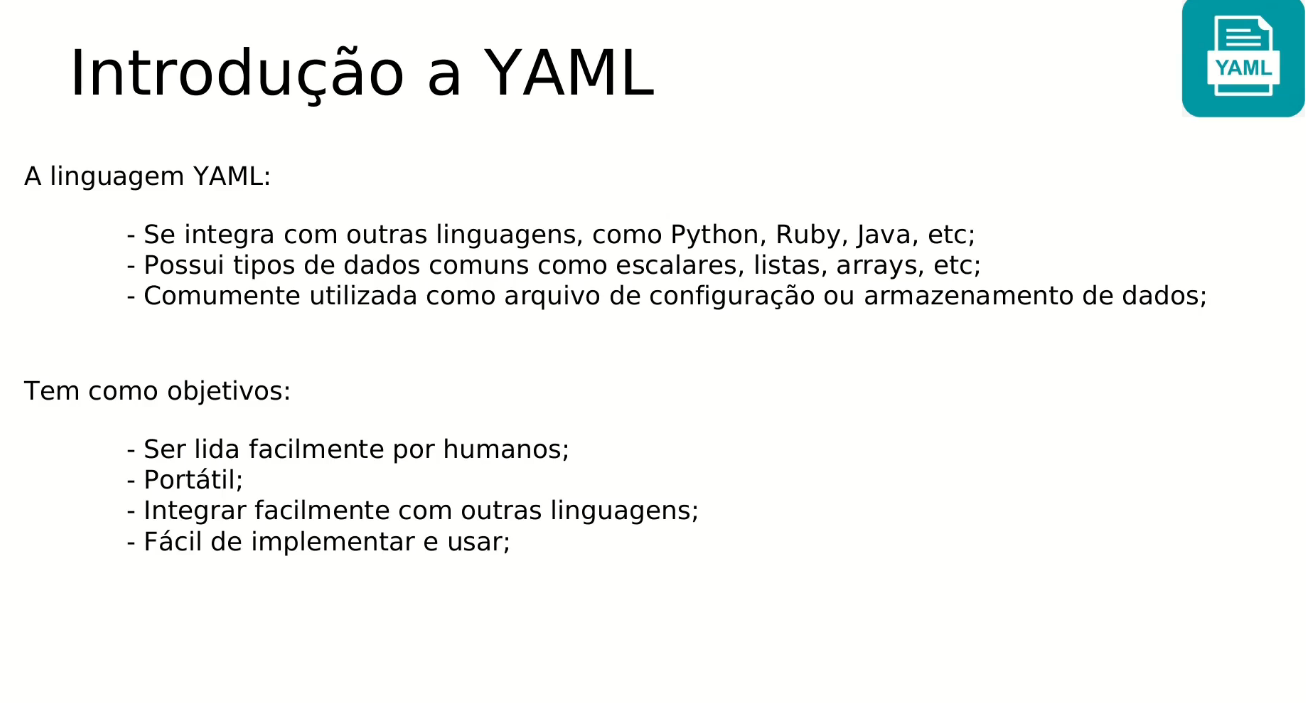 Introdução a YAML
YAML
A linguagem YAML:
- Se integra com outras linguagens, como Python, Ruby, Java, etc;
- Possui tipos de dados comuns como escalares, listas, arrays, etc;
- Comumente utilizada como arquivo de configuração ou armazenamento de dados;
Tem como objetivos:
- Ser lida facilmente por humanos;
- Portátil;
- Integrar facilmente com outras linguagens;
- Fácil de implementar e usar;